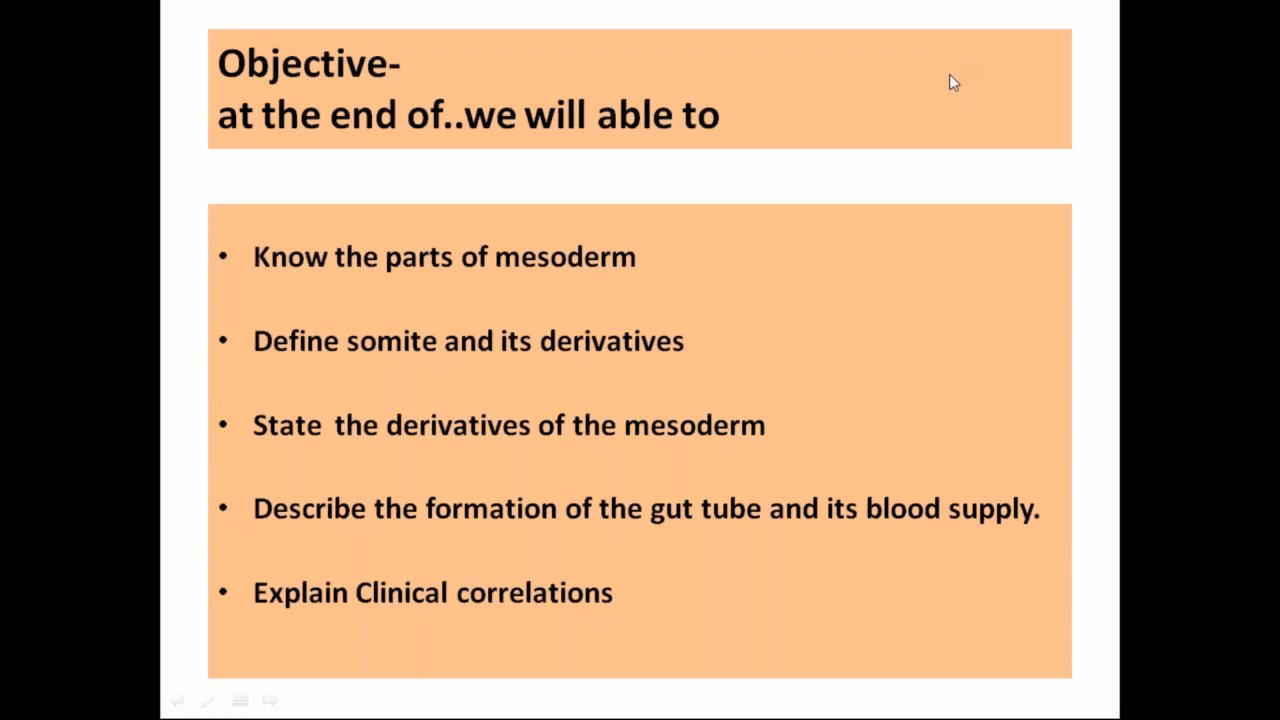 Objective-
at the end of..we will able to
• Know the parts of mesoderm
• Define somite and its derivatives
• State the derivatives of the mesoderm
• Describe the formation of the gut tube and its blood supply.
• Explain Clinical correlations